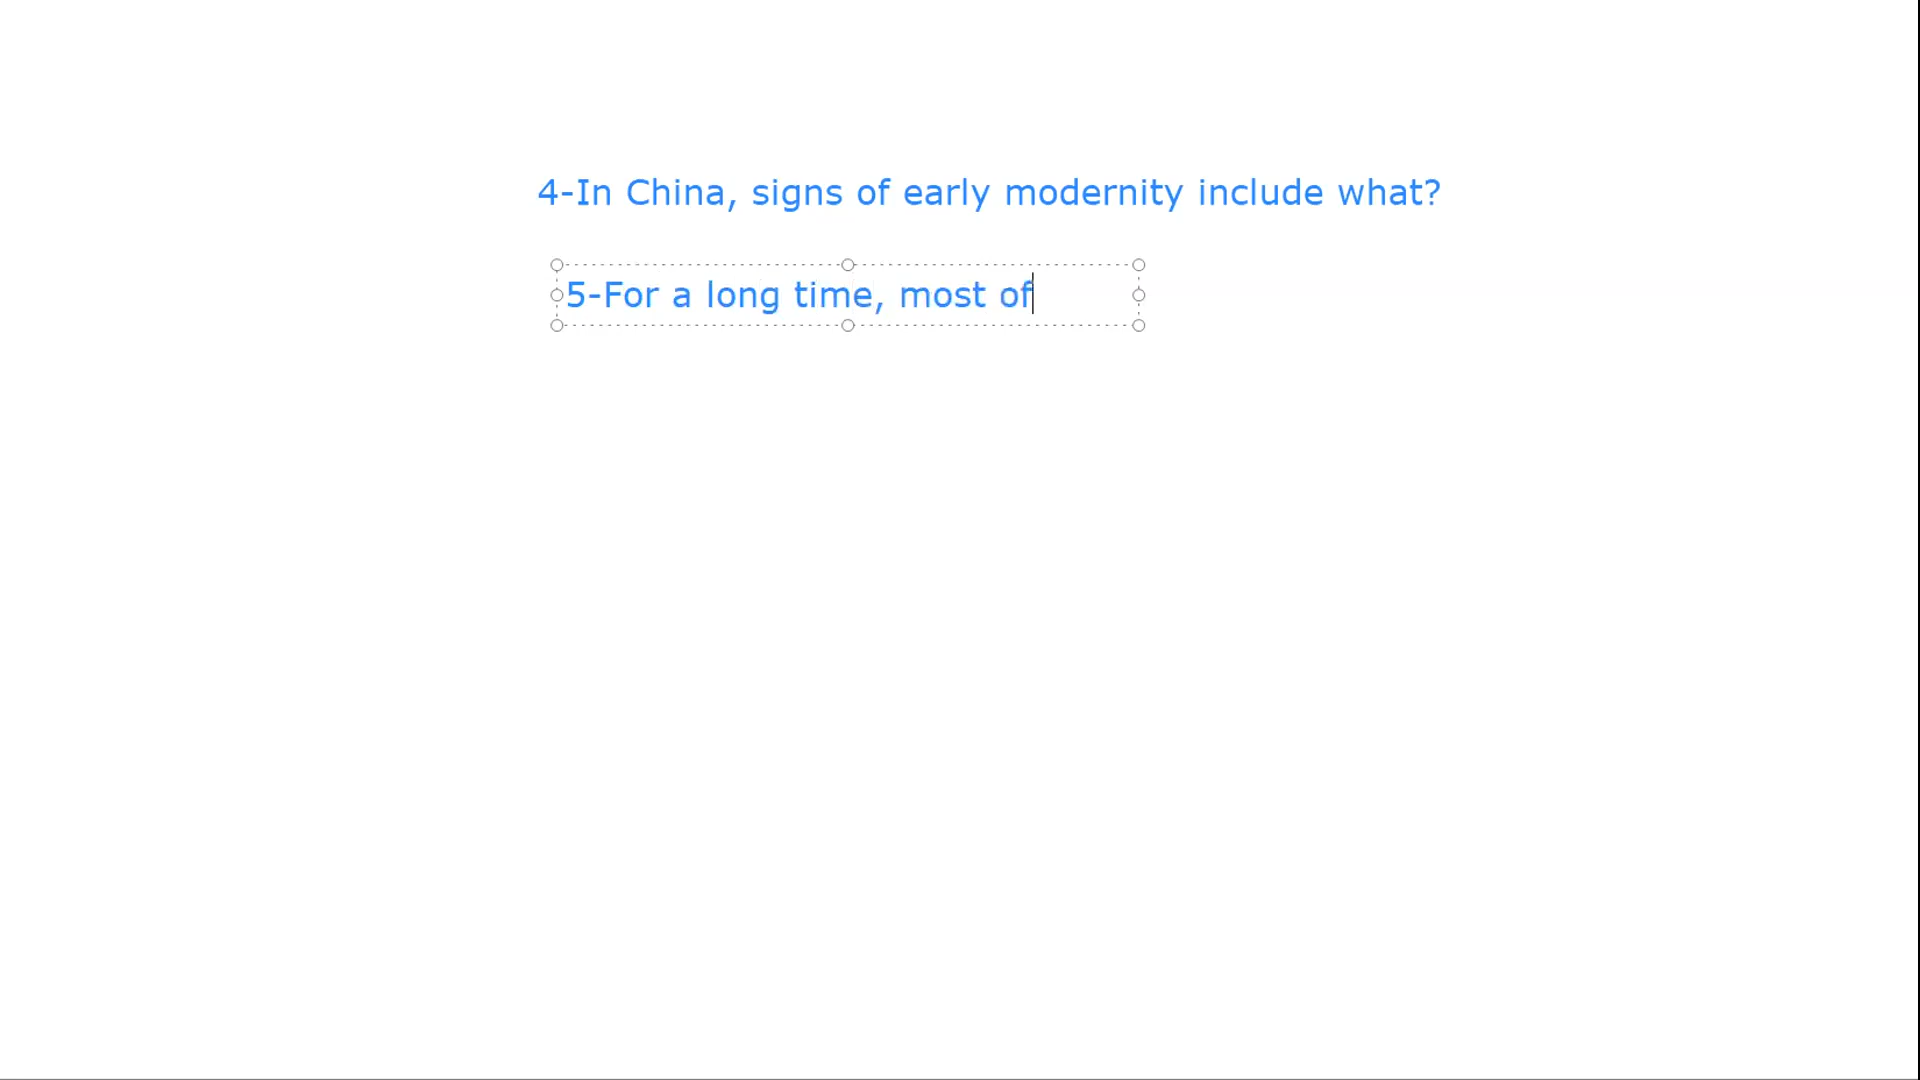 4-In China, signs of early modernity include what?
5-For a long time, most of